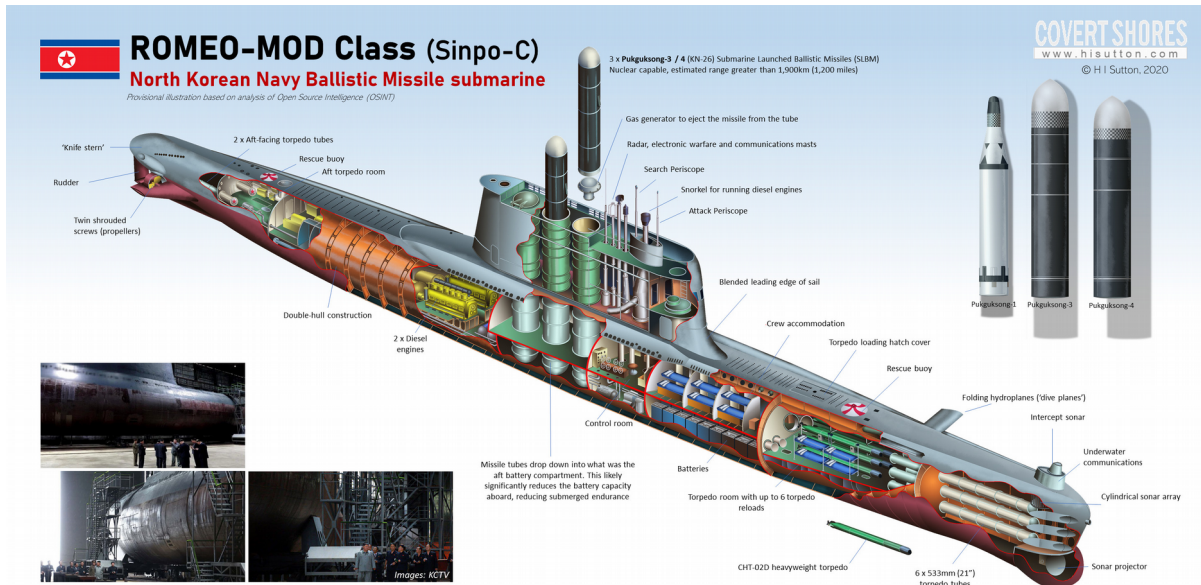 ROMEO-MOD Class (Sinpo-C)
North Korean Navy Ballistic Missile submarine
Provisional illustration based on analysis of Open Source Intelligence (OSINT)
COVERT SHORES
www.hisutton.com
© H I Sutton, 2020
3 x Pukguksong-3 / 4 (KN-26) Submarine Launched Ballistic Missiles (SLBM)
Nuclear capable, estimated range greater than 1,900km (1,200 miles)
Gas generator to eject the missile from the tube
Radar, electronic warfare and communications masts
Search Periscope
Snorkel for running diesel engines
Attack Periscope
2 x Aft-facing torpedo tubes
'Knife stern'
Rescue buoy
Aft torpedo room
Rudder
Twin shrouded
screws (propellers)
Double-hull construction
2 x Diesel
engines
Blended leading edge of sail
Crew accommodation
Torpedo loading hatch cover
Rescue buoy
Pukguksong-1
Pukguksong-3
Pukguksong-4
Folding hydroplanes ('dive planes')
Intercept sonar
Underwater
communications
Cylindrical sonar array
Sonar projector
Control room
Missile tubes drop down into what was the
aft battery compartment. This likely
significantly reduces the battery capacity
aboard, reducing submerged endurance
Batteries
Torpedo room with up to 6 torpedo
reloads
CHT-02D heavyweight torpedo
6 x 533mm (21")
torpedo tubes
Images: KCTV